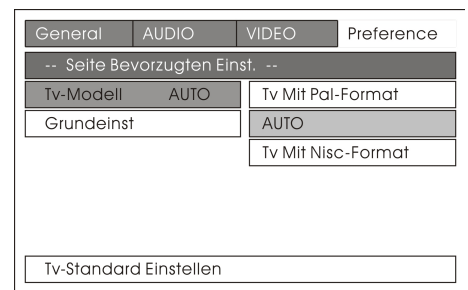 General AUDIO VIDEO Preference
-- Seite Bevorzugten Einst. --
Tv-Modell AUTO Tv Mit Pal-Format
Grundeinst AUTO
Tv Mit Nisc-Format
Tv-Standard Einstellen